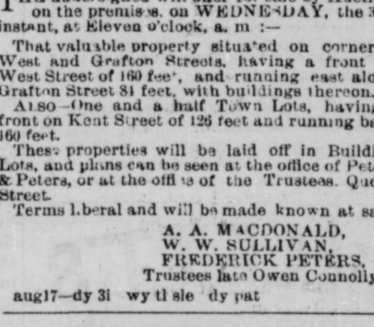 on the premises. on WEDNESDAY, the
instant, at Eleven o'clock, a. m :—
That valuable property situated on corner
West and Grafton Streets, having a front
West Street of 160 feet, and running east alo
Grafton Street 81 feet, with buildings thereon.
ALSO—One and a half Town Lots, having
front on Kent Street of 126 feet and running ba
160 feet.
These properties will be laid off in Buildi
Lots, and plans can be seen at the office of Pet
& Peters, or at the office of the Trustees. Que
Street.
Terms liberal and will be made known at sa
A. A. MACDONALD,
W. W. SULLIVAN,
FREDERICK PETERS,
Trustees late Owen Connolly
aug17—dy 3i wy tl sle dy pat